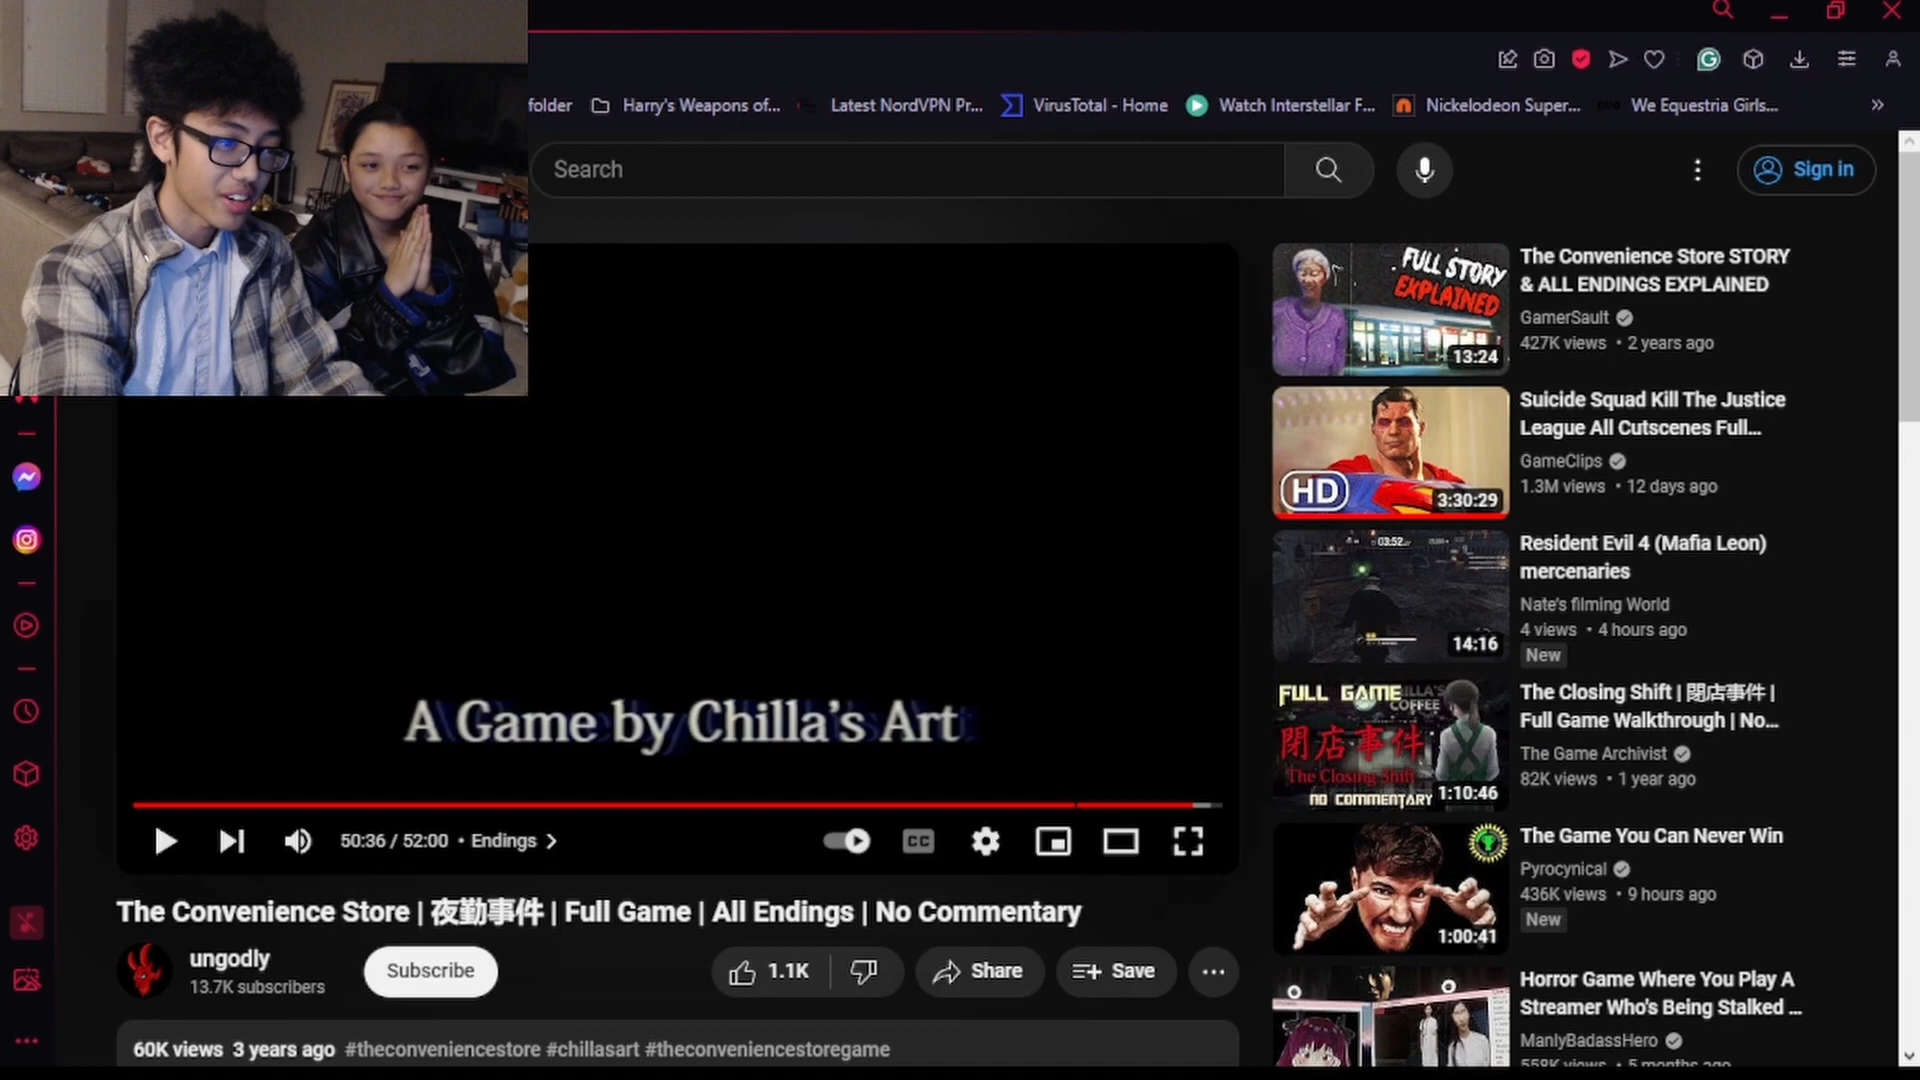 folder
Harry's Weapons of...
Latest NordVPN Pr...
VirusTotal - Home
Watch Interstellar F...
Nickelodeon Super...
We Equestria Girls...
Search
Sign in
FULL STORY
EXPLAINED
13:24
The Convenience Store STORY
& ALL ENDINGS EXPLAINED
GamerSault
427K views • 2 years ago
HD
3:30:29
Suicide Squad Kill The Justice
League All Cutscenes Full...
GameClips
1.3M views • 12 days ago
14:16
Resident Evil 4 (Mafia Leon)
mercenaries
Nate's filming World
4 views • 4 hours ago
New
FULL GAME
CHILLA'S
COFFEE
閉店事件
The Closing Shift
NO COMMENTARY
1:10:46
The Closing Shift | 閉店事件 |
Full Game Walkthrough | No...
The Game Archivist
82K views • 1 year ago
1:00:41
The Game You Can Never Win
Pyrocynical
436K views • 9 hours ago
New
Horror Game Where You Play A
Streamer Who's Being Stalked ...
ManlyBadassHero
558K views • 5 months ago
A Game by Chilla's Art
50:36 / 52:00 • Endings
CC
The Convenience Store | 夜勤事件 | Full Game | All Endings | No Commentary
ungodly
13.7K subscribers
Subscribe
1.1K
Share
Save
60K views 3 years ago #theconveniencestore #chillasart #theconveniencestoregame